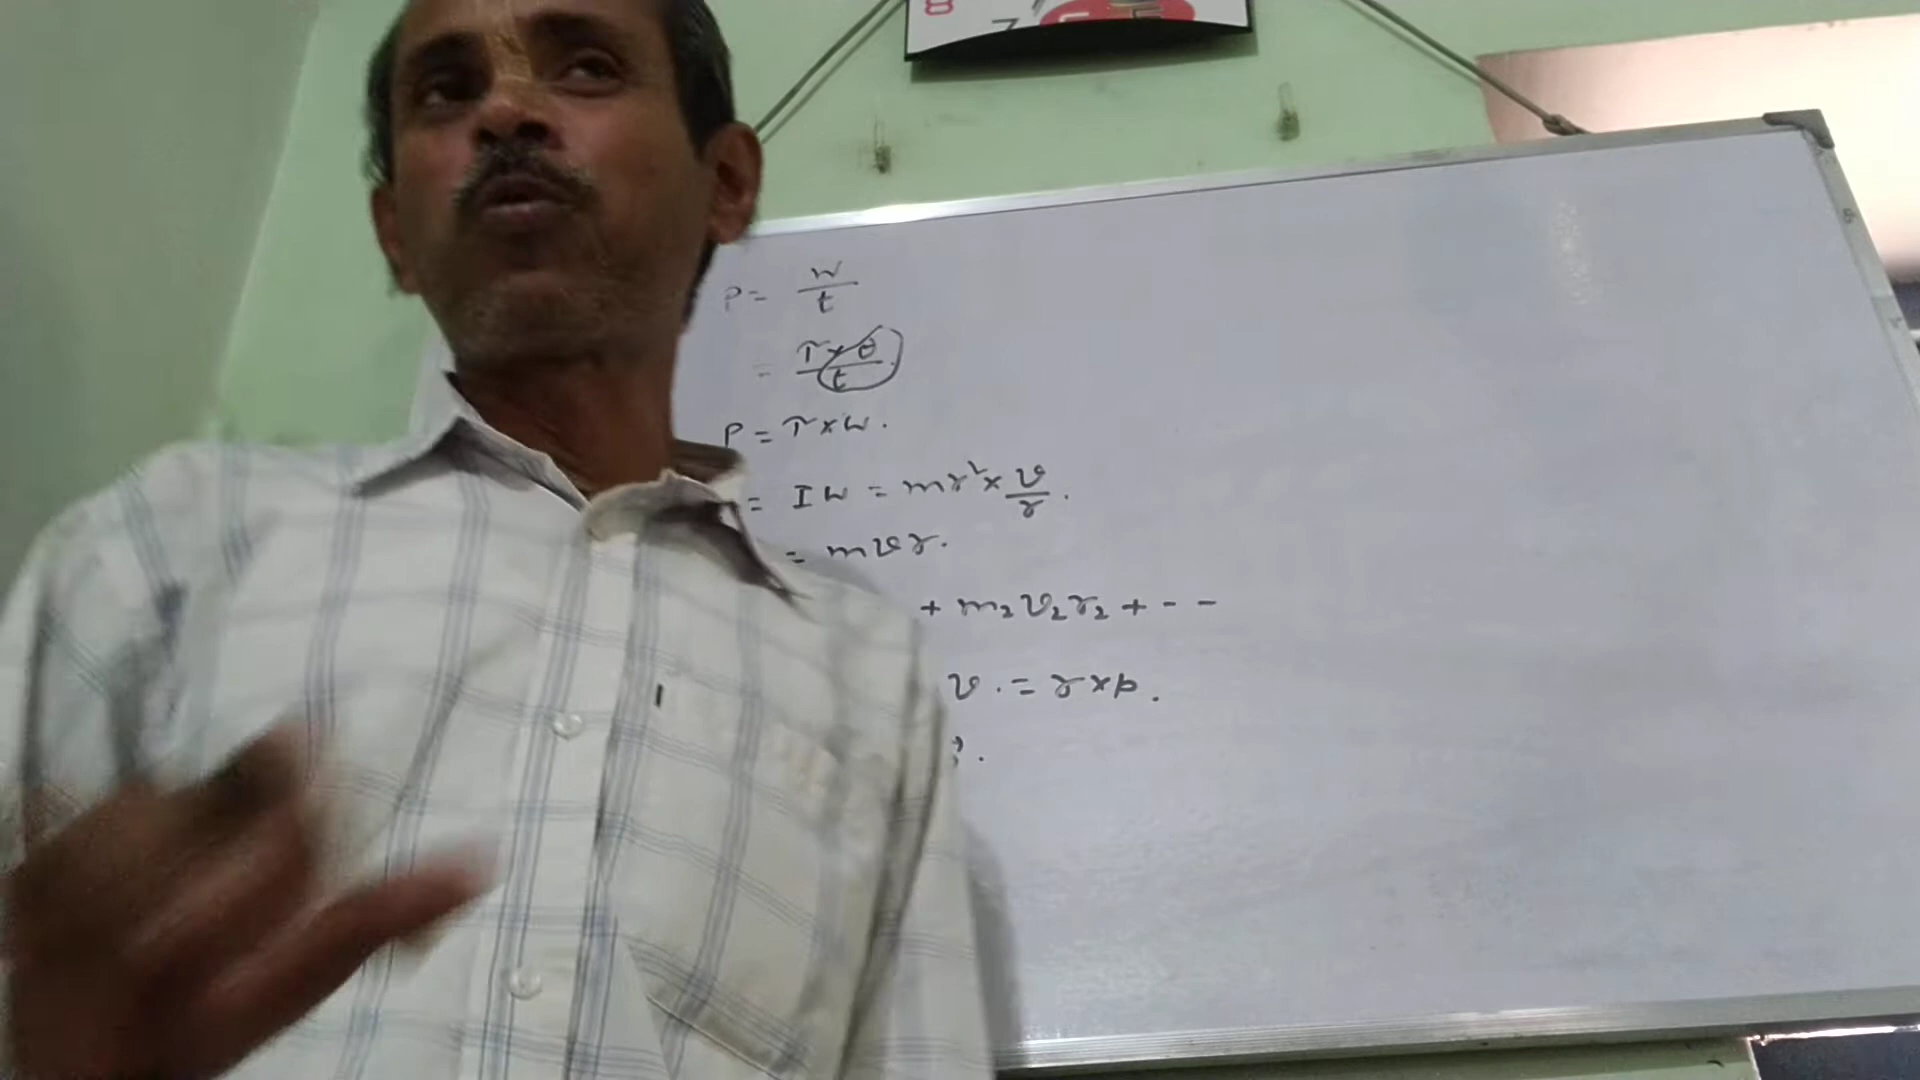 P = W/t
= τ×θ/t
P = τ×ω.
= Iω = mr²×v/r.
= mvr.
+ m₂v₂r₂ + - -
v. = r×p.